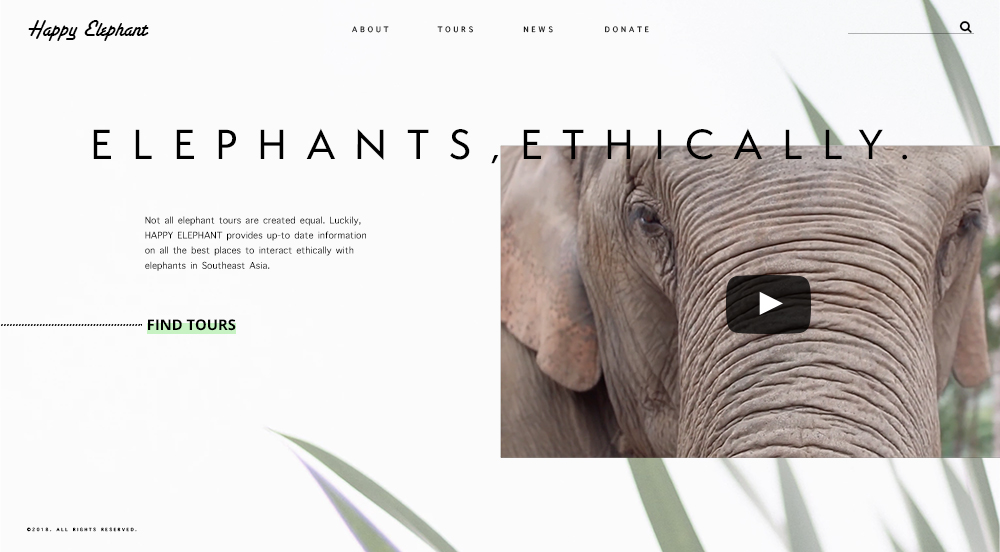 Happy Elephant
ABOUT TOURS NEWS DONATE
ELEPHANTS, ETHICALLY.
Not all elephant tours are created equal. Luckily,
HAPPY ELEPHANT provides up-to date information
on all the best places to interact ethically with
elephants in Southeast Asia.
FIND TOURS
©2018. ALL RIGHTS RESERVED.